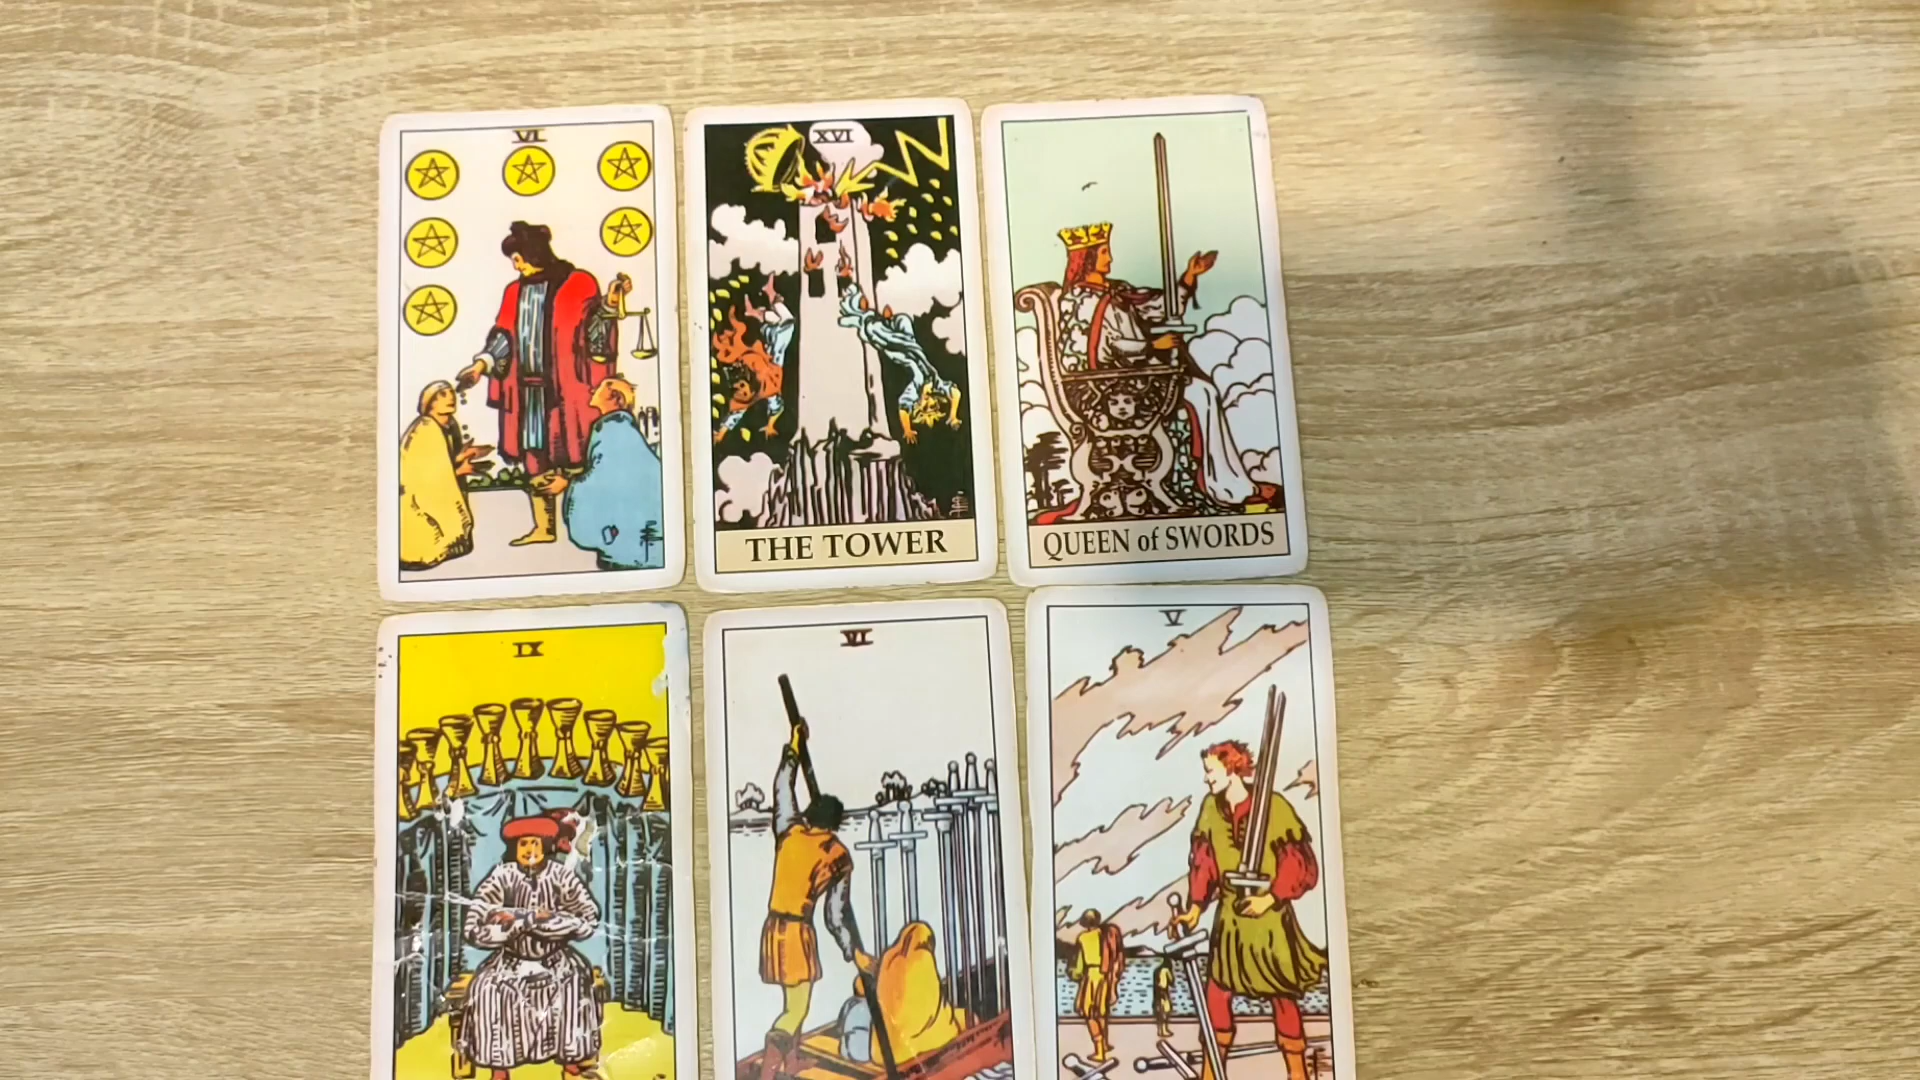 VI
XVI
THE TOWER
QUEEN of SWORDS
IX
VI
V